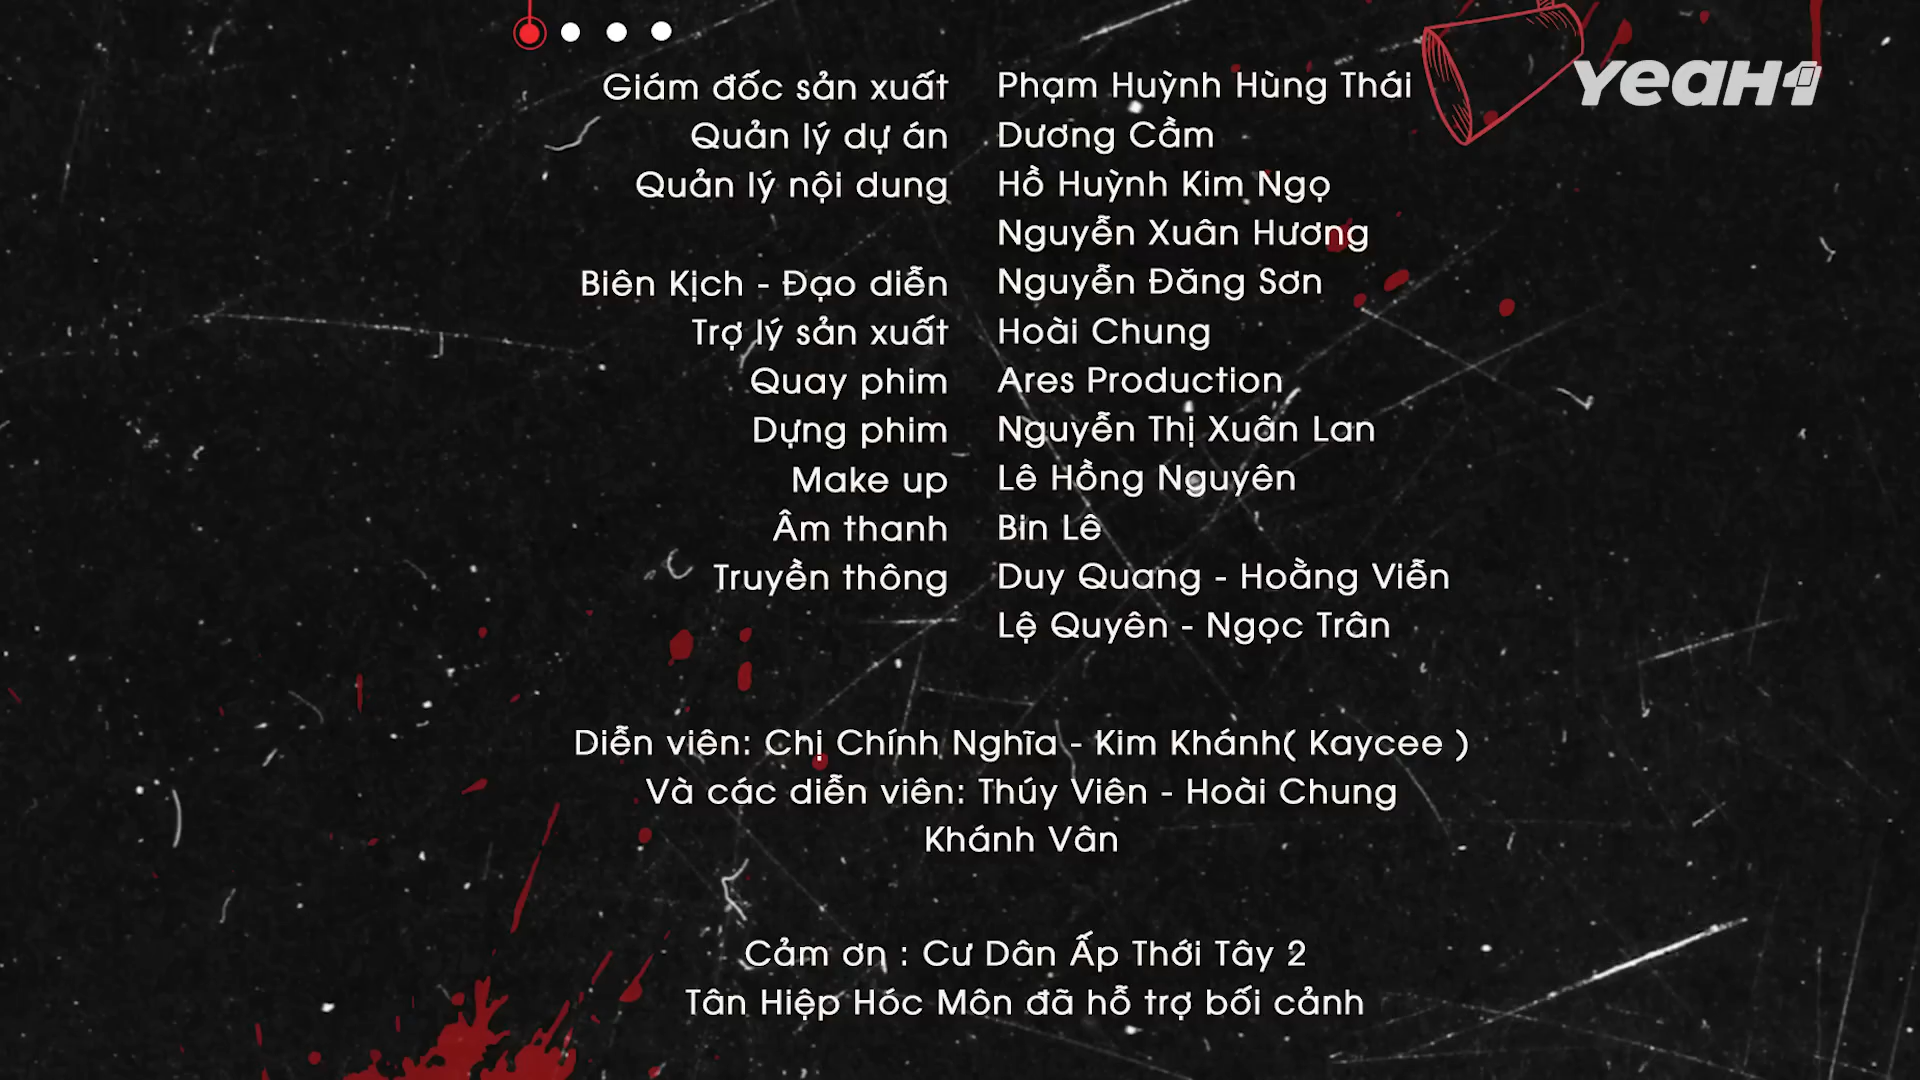 YEAH1
Giám đốc sản xuất Phạm Huỳnh Hùng Thái
Quản lý dự án Dương Cầm
Quản lý nội dung Hồ Huỳnh Kim Ngọ
Nguyễn Xuân Hương
Biên Kịch - Đạo diễn Nguyễn Đăng Sơn
Trợ lý sản xuất Hoài Chung
Quay phim Ares Production
Dựng phim Nguyễn Thị Xuân Lan
Make up Lê Hồng Nguyên
Âm thanh Bin Lê
Truyền thông Duy Quang - Hoằng Viễn
Lệ Quyên - Ngọc Trân
Diễn viên: Chị Chính Nghĩa - Kim Khánh( Kaycee )
Và các diễn viên: Thúy Viên - Hoài Chung
Khánh Vân
Cảm ơn : Cư Dân Ấp Thới Tây 2
Tân Hiệp Hóc Môn đã hỗ trợ bối cảnh